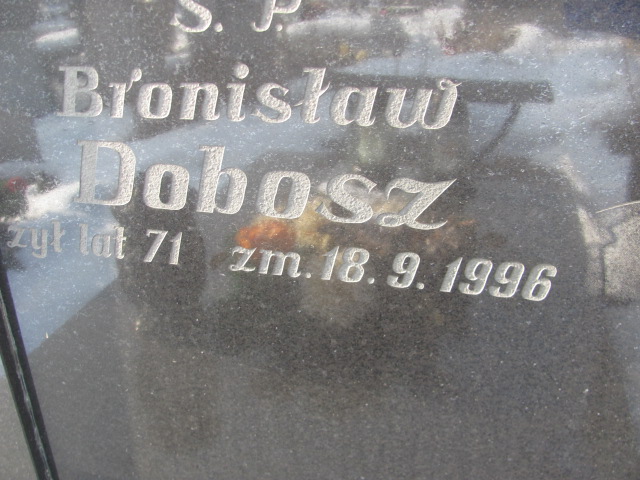 Ś. P.
Bronisław
Dobosz
żył lat 71 zm. 18. 9. 1996